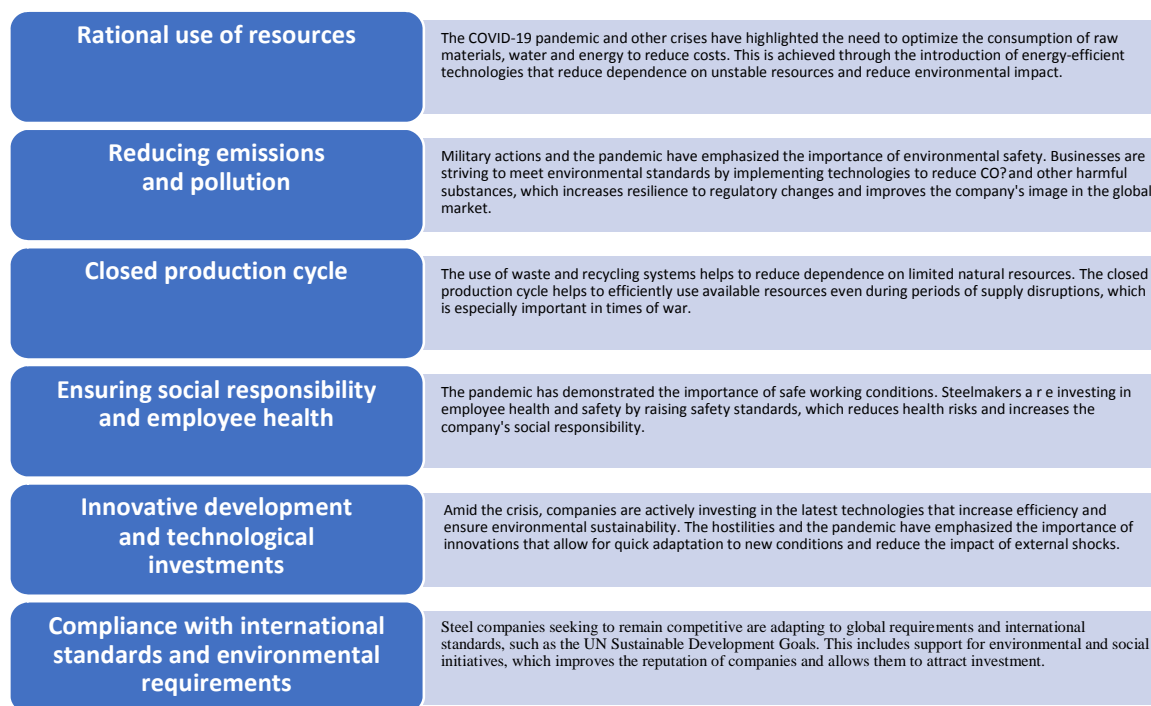 Rational use of resources
The COVID-19 pandemic and other crises have highlighted the need to optimize the consumption of raw
materials, water and energy to reduce costs. This is achieved through the introduction of energy-efficient
technologies that reduce dependence on unstable resources and reduce environmental impact.
Reducing emissions
and pollution
Military actions and the pandemic have emphasized the importance of environmental safety. Businesses are
striving to meet environmental standards by implementing technologies to reduce CO?and other harmful
substances, which increases resilience to regulatory changes and improves the company's image in the global
market.
Closed production cycle
The use of waste and recycling systems helps to reduce dependence on limited natural resources. The closed
production cycle helps to efficiently use available resources even during periods of supply disruptions, which
is especially important in times of war.
Ensuring social responsibility
and employee health
The pandemic has demonstrated the importance of safe working conditions. Steelmakers a r e investing in
employee health and safety by raising safety standards, which reduces health risks and increases the
company's social responsibility.
Innovative development
and technological
investments
Amid the crisis, companies are actively investing in the latest technologies that increase efficiency and
ensure environmental sustainability. The hostilities and the pandemic have emphasized the importance of
innovations that allow for quick adaptation to new conditions and reduce the impact of external shocks.
Compliance with international
standards and environmental
requirements
Steel companies seeking to remain competitive are adapting to global requirements and international
standards, such as the UN Sustainable Development Goals. This includes support for environmental and social
initiatives, which improves the reputation of companies and allows them to attract investment.